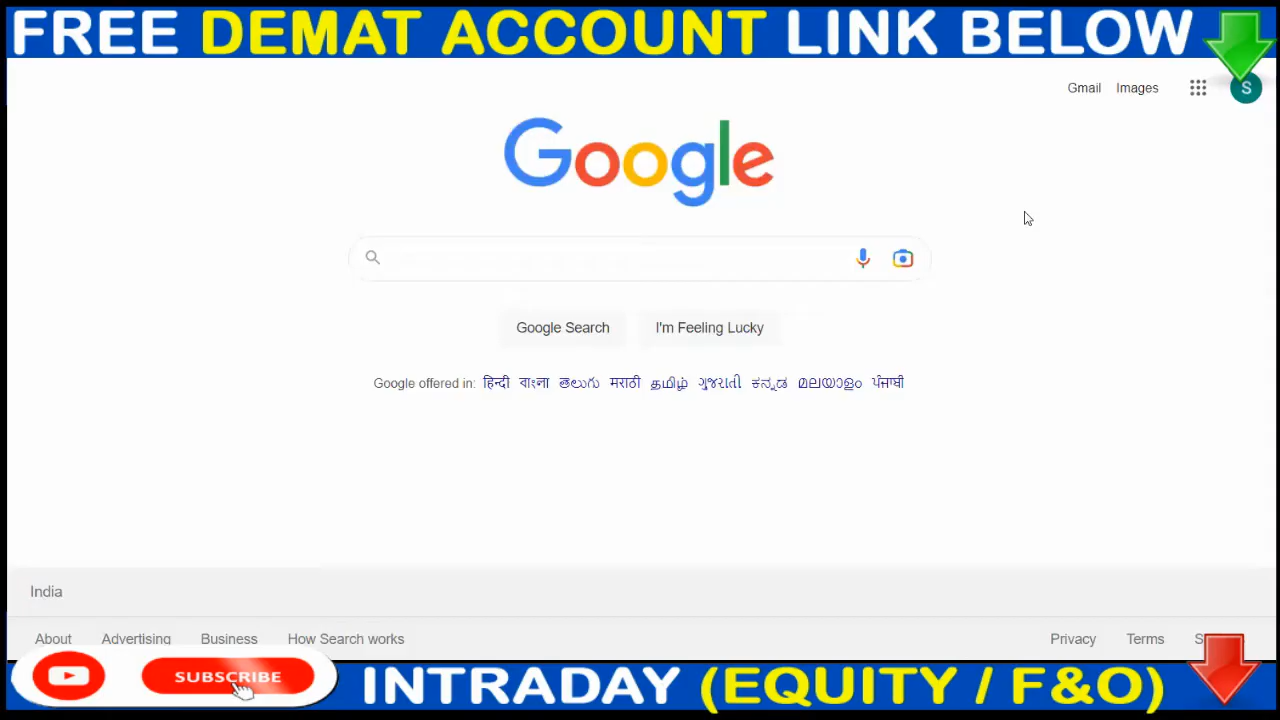 FREE DEMAT ACCOUNT LINK BELOW
Gmail Images S
Google
Google Search I'm Feeling Lucky
Google offered in: हिन्दी বাংলা తెలుగు मराठी தமிழ் ગુજરાતી ಕನ್ನಡ മലയാളം ਪੰਜਾਬੀ
India
About Advertising Business How Search works Privacy Terms
SUBSCRIBE INTRADAY (EQUITY / F&O)